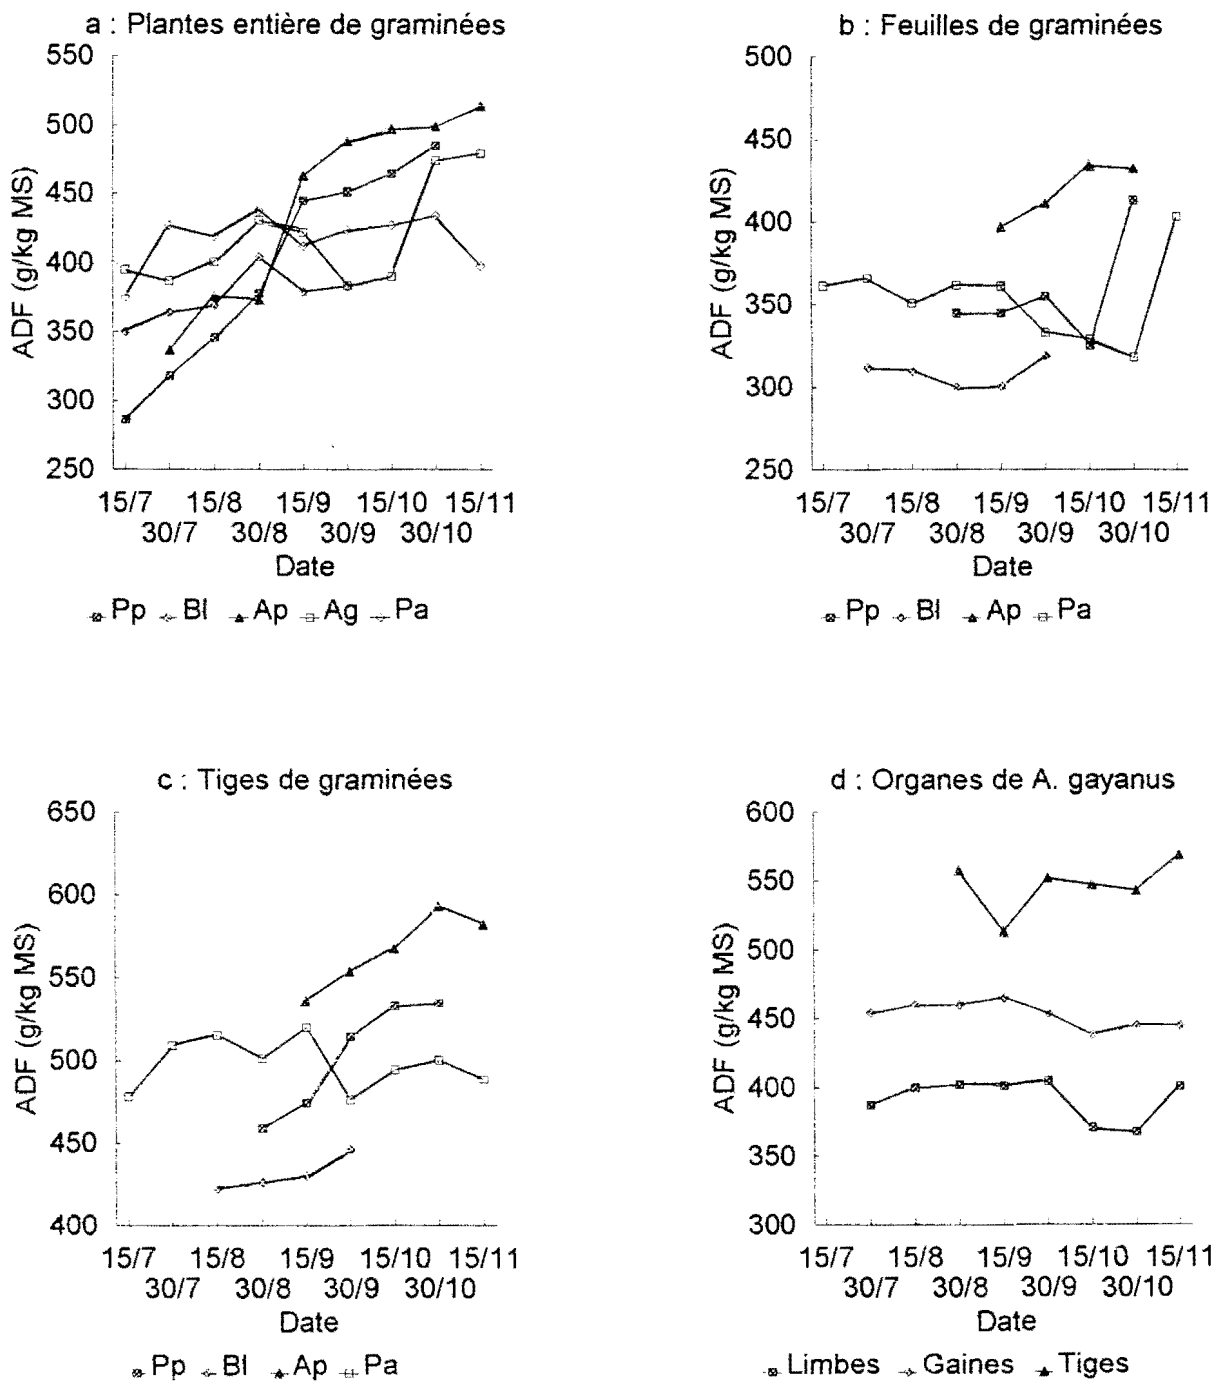 a : Plantes entière de graminées
550
500
450
400
350
300
250
ADF (g/kg MS)
15/7 15/8 15/9 15/10 15/11
30/7 30/8 30/9 30/10
Date
Pp Bl Ap Ag Pa
b : Feuilles de graminées
500
450
400
350
300
250
ADF (g/kg MS)
15/7 15/8 15/9 15/10 15/11
30/7 30/8 30/9 30/10
Date
Pp Bl Ap Pa
c : Tiges de graminées
650
600
550
500
450
400
ADF (g/kg MS)
15/7 15/8 15/9 15/10 15/11
30/7 30/8 30/9 30/10
Date
Pp Bl Ap Pa
d : Organes de A. gayanus
600
550
500
450
400
350
300
ADF (g/kg MS)
15/7 15/8 15/9 15/10 15/11
30/7 30/8 30/9 30/10
Date
Limbes Gaines Tiges